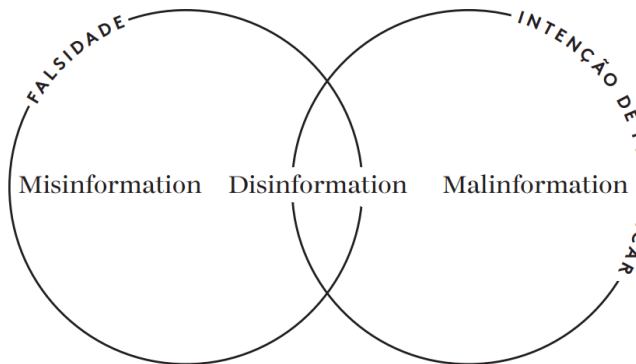 FALSIDADE
INTENÇÃO DE
Misinformation
Disinformation
Malinformation